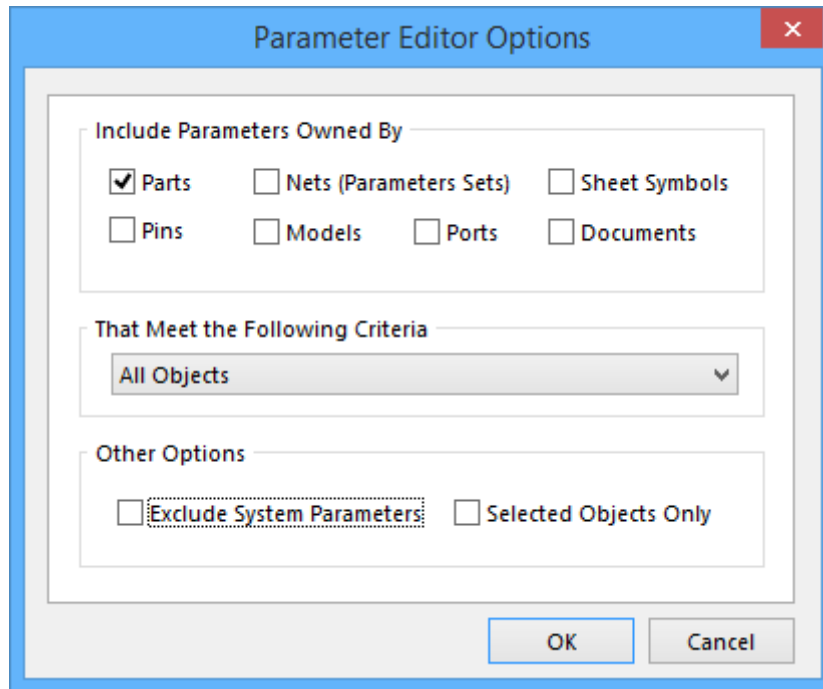 Parameter Editor Options
Include Parameters Owned By
Parts Nets (Parameters Sets) Sheet Symbols
Pins Models Ports Documents
That Meet the Following Criteria
All Objects
Other Options
Exclude System Parameters Selected Objects Only
OK Cancel